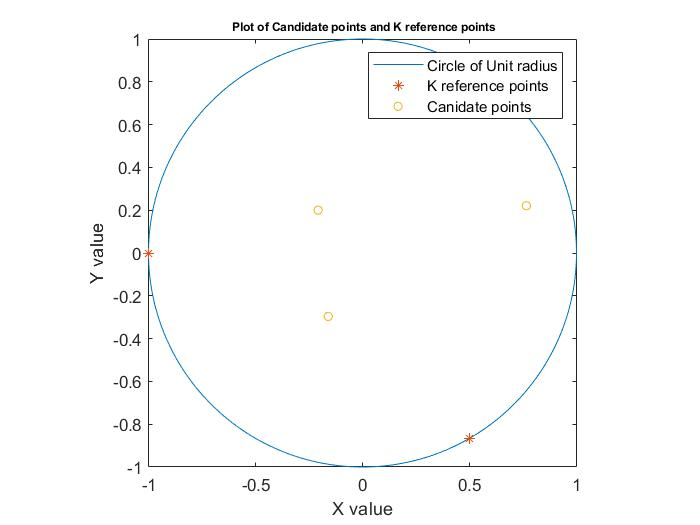 Plot of Candidate points and K reference points
Circle of Unit radius
K reference points
Canidate points
1
0.8
0.6
0.4
0.2
0
-0.2
-0.4
-0.6
-0.8
-1
Y value
-1 -0.5 0 0.5 1
X value